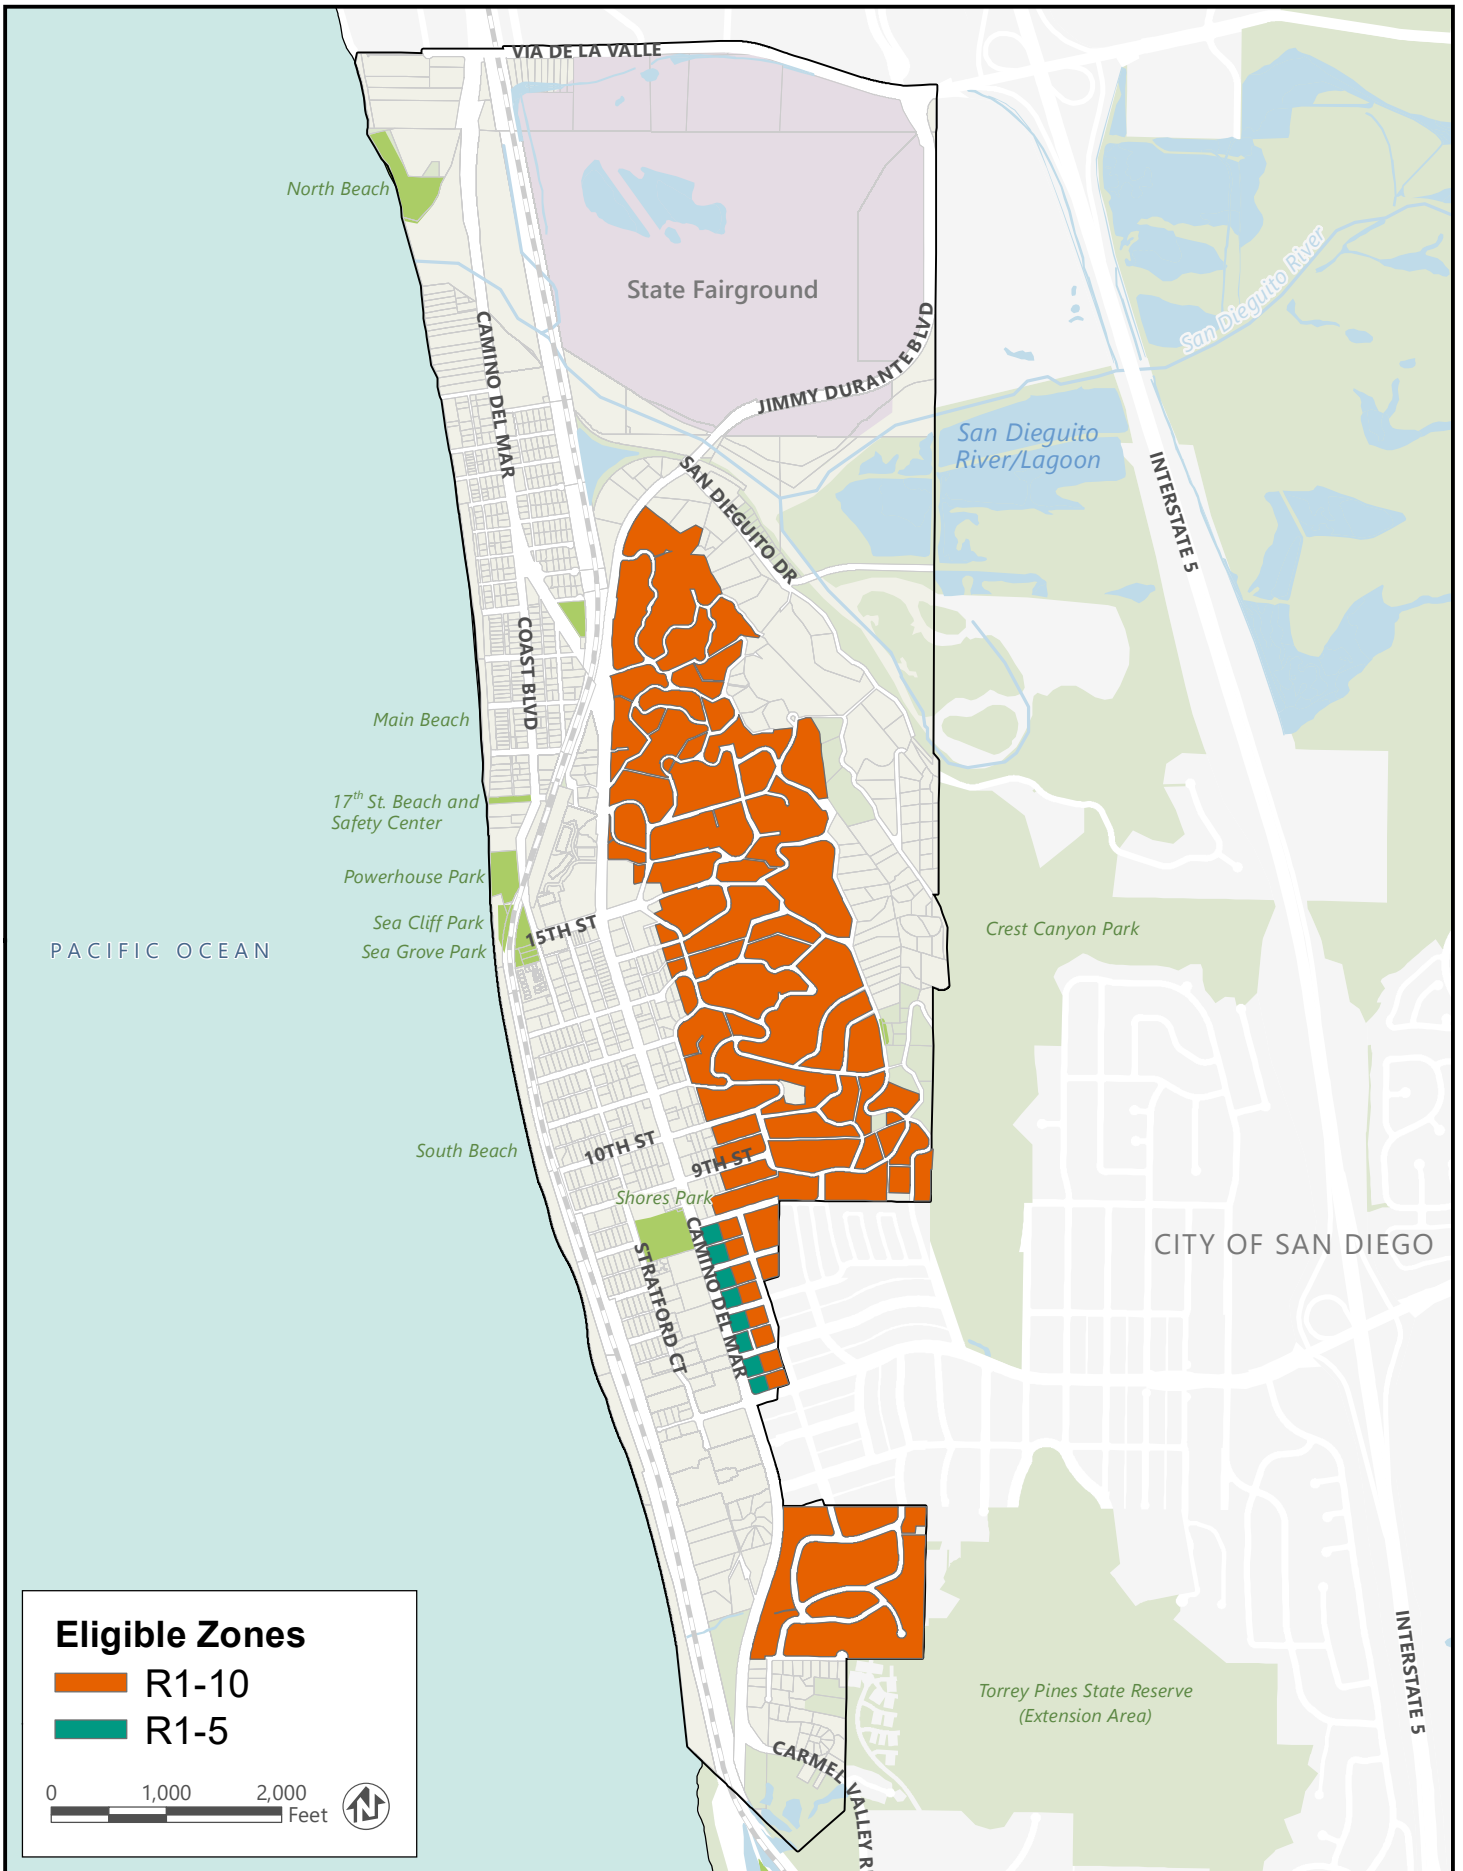 VIA DE LA VALLE
North Beach
State Fairground
CAMINO DEL MAR
JIMMY DURANTE BLVD
San Dieguito River
San Dieguito
River/Lagoon
INTERSTATE 5
SAN DIEGUITO DR
COAST BLVD
Main Beach
17th St. Beach and
Safety Center
Powerhouse Park
Sea Cliff Park
Sea Grove Park
15TH ST
PACIFIC OCEAN
Crest Canyon Park
South Beach
10TH ST
9TH ST
Shores Park
CAMINO DEL MAR
STRATFORD CT
CITY OF SAN DIEGO
Torrey Pines State Reserve
(Extension Area)
INTERSTATE 5
CARMEL VALLEY R
Eligible Zones
R1-10
R1-5
0 1,000 2,000
Feet
N